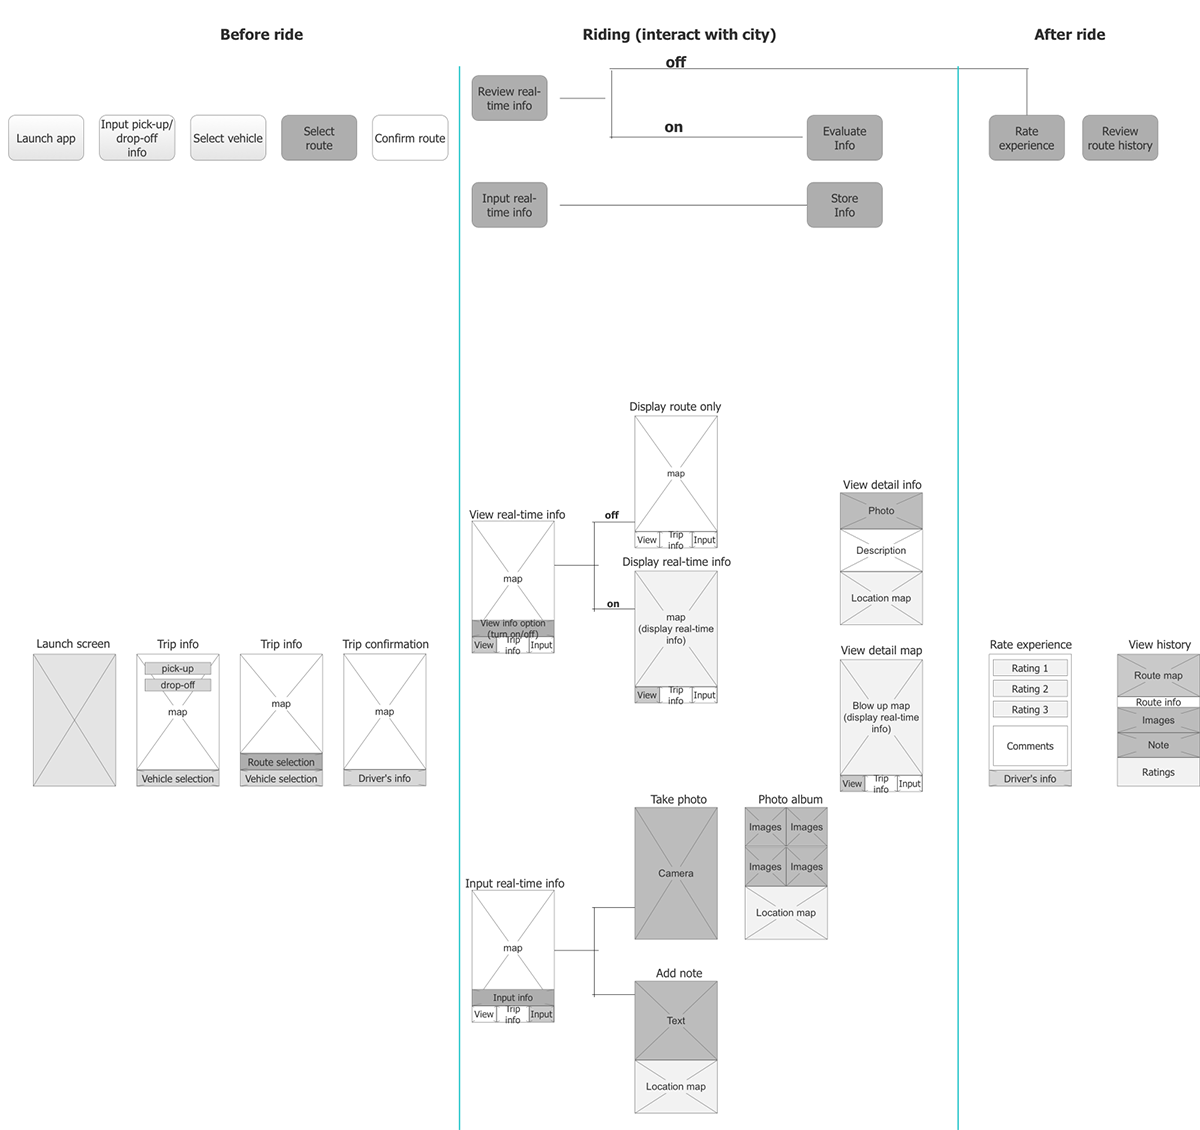 Before ride
Riding (interact with city)
After ride
off
Review real-
time info
on
Launch app
Input pick-up/
drop-off
info
Select vehicle
Select
route
Confirm route
Evaluate
Info
Rate
experience
Review
route history
Input real-
time info
Store
Info
Display route only
map
View
Trip
info
Input
View detail info
Photo
Description
Location map
View real-time info
map
View info option
(turn on/off)
View
Trip
info
Input
off
on
Display real-time info
map
(display real-time
info)
View
Trip
info
Input
Launch screen
Trip info
pick-up
drop-off
map
Vehicle selection
Trip info
map
Route selection
Vehicle selection
Trip confirmation
map
Driver's info
View detail map
Blow up map
(display real-time
info)
View
Trip
info
Input
Rate experience
Rating 1
Rating 2
Rating 3
Comments
Driver's info
View history
Route map
Route info
Images
Note
Ratings
Take photo
Camera
Photo album
Images
Images
Images
Images
Location map
Input real-time info
map
Input info
View
Trip
info
Input
Add note
Text
Location map